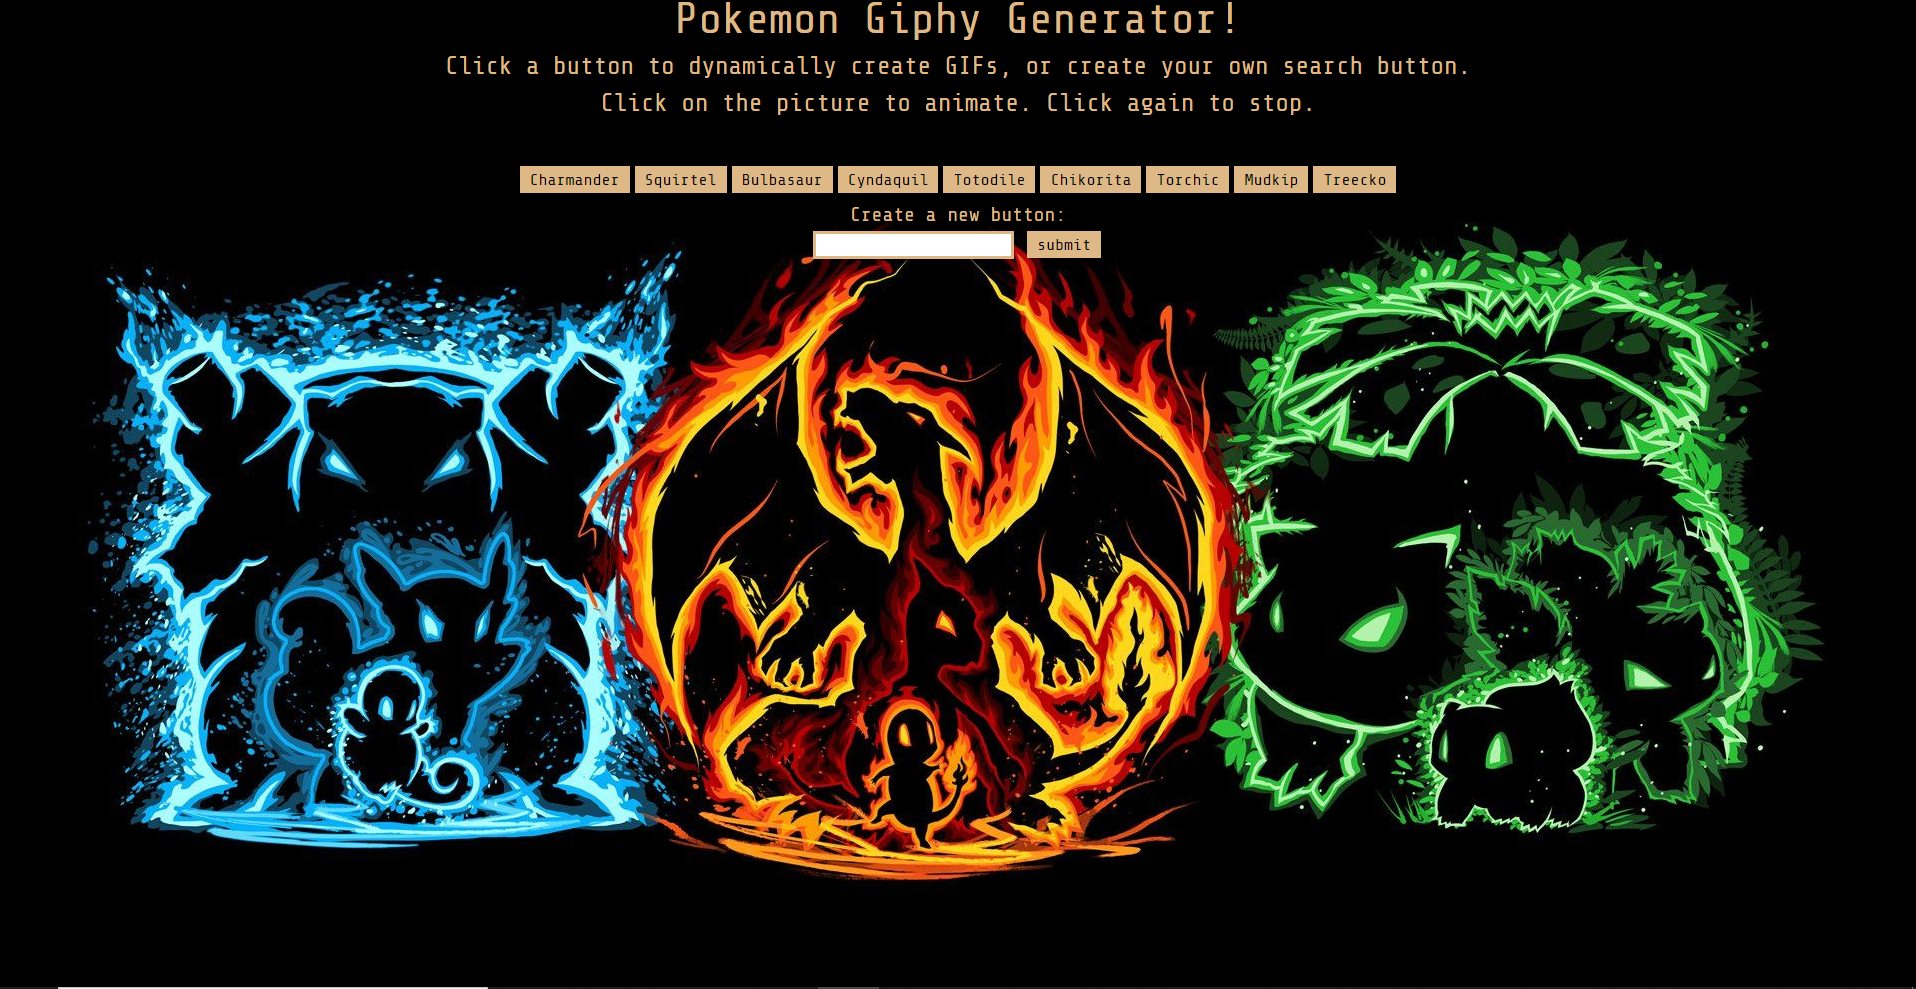 Pokemon Giphy Generator!
Click a button to dynamically create GIFs, or create your own search button.
Click on the picture to animate. Click again to stop.
Charmander Squirtel Bulbasaur Cyndaquil Totodile Chikorita Torchic Mudkip Treecko
Create a new button:
submit